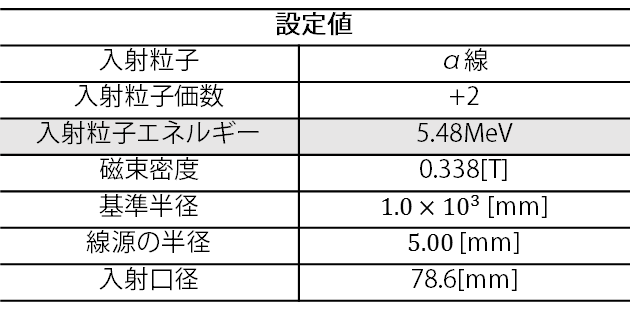 設定値
入射粒子 α線
入射粒子価数 +2
入射粒子エネルギー 5.48MeV
磁束密度 0.338[T]
基準半径 1.0 × 10³ [mm]
線源の半径 5.00 [mm]
入射口径 78.6[mm]